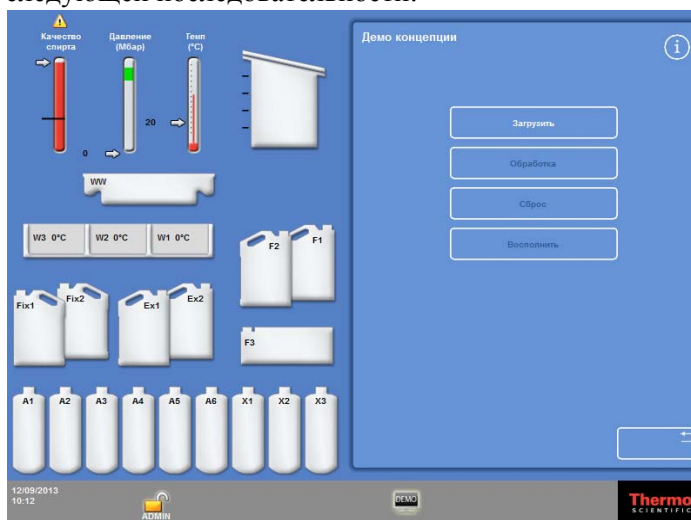 следующей последовательности:
Качество спирта
Давление (Мбар)
Темп (°C)
20
0
WW
W3 0°C
W2 0°C
W1 0°C
F2
F1
Fix1
Fix2
Ex1
Ex2
F3
A1
A2
A3
A4
A5
A6
X1
X2
X3
Демо концепции
i
Загрузить
Обработка
Сброс
Восполнить
12/09/2013
10:12
ADMIN
DEMO
Thermo
SCIENTIFIC